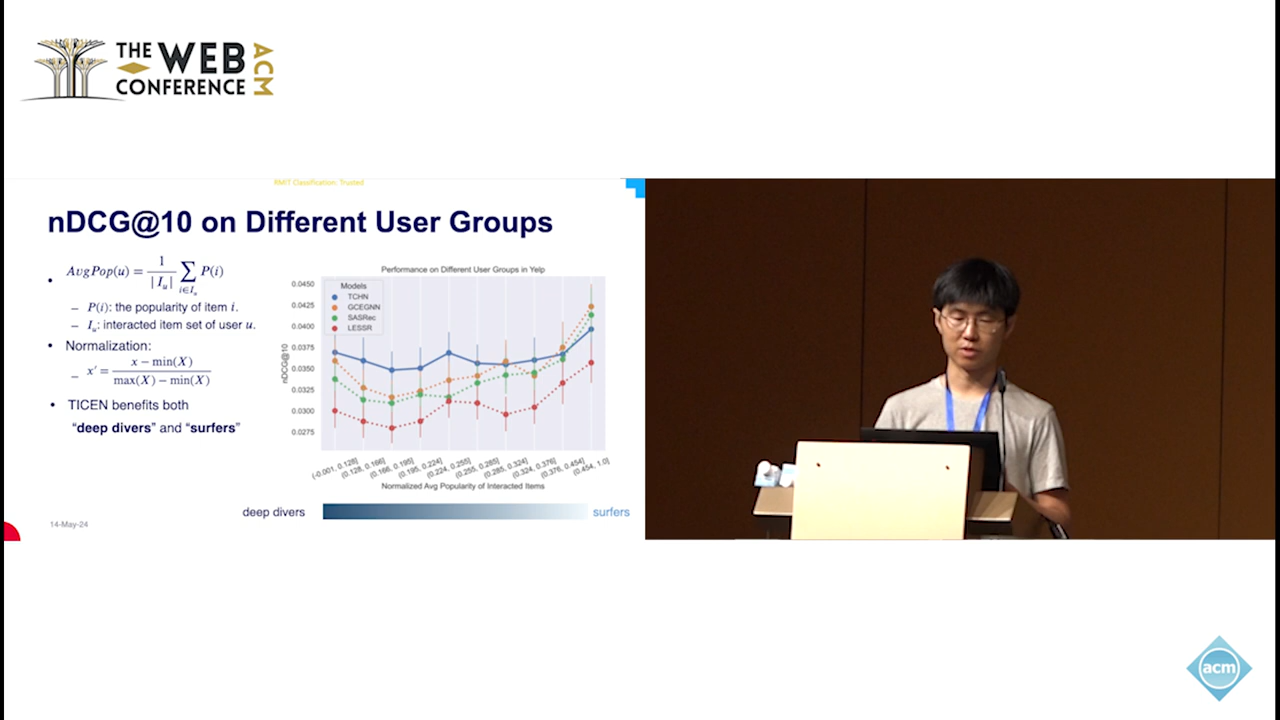 THE WEB
CONFERENCE
ACM
RMIT Classification: Trusted
nDCG@10 on Different User Groups
• AvgPop(u) = 1 / | I_u | ∑ i∈I_u P(i)
– P(i): the popularity of item i.
– I_u: interacted item set of user u.
• Normalization:
– x' = x − min(X) / max(X) − min(X)
• TICEN benefits both
“deep divers” and “surfers”
Performance on Different User Groups in Yelp
Models
TCHN
GCEGNN
SASRec
LESSR
nDCG@10
0.0450
0.0425
0.0400
0.0375
0.0350
0.0325
0.0300
0.0275
(-0.001, 0.128]
(0.128, 0.166]
(0.166, 0.195]
(0.195, 0.224]
(0.224, 0.255]
(0.255, 0.285]
(0.285, 0.324]
(0.324, 0.376]
(0.376, 0.454]
(0.454, 1.0]
Normalized Avg Popularity of Interacted Items
deep divers
surfers
14-May-24
acm